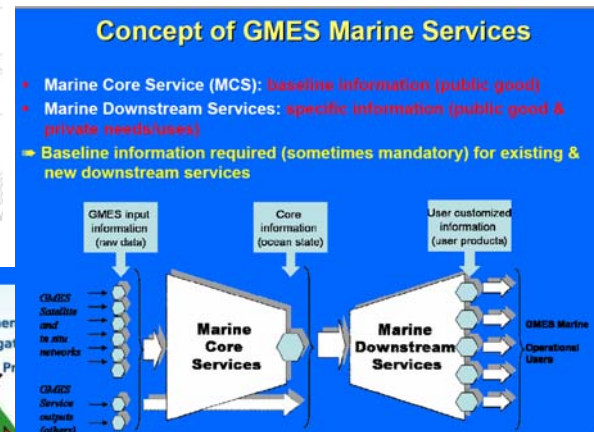 Concept of GMES Marine Services
Marine Core Service (MCS): baseline information (public good)
Marine Downstream Services: specific information (public good &
private needs/uses)
Baseline information required (sometimes mandatory) for existing &
new downstream services
GMES input
information
(raw data)
Core
information
(ocean state)
User customized
information
(user products)
GMES
Satellite
and
in situ
networks
GMES
Service
outputs
(others)
Marine
Core
Services
Marine
Downstream
Services
GMES Marine
Operational
Users